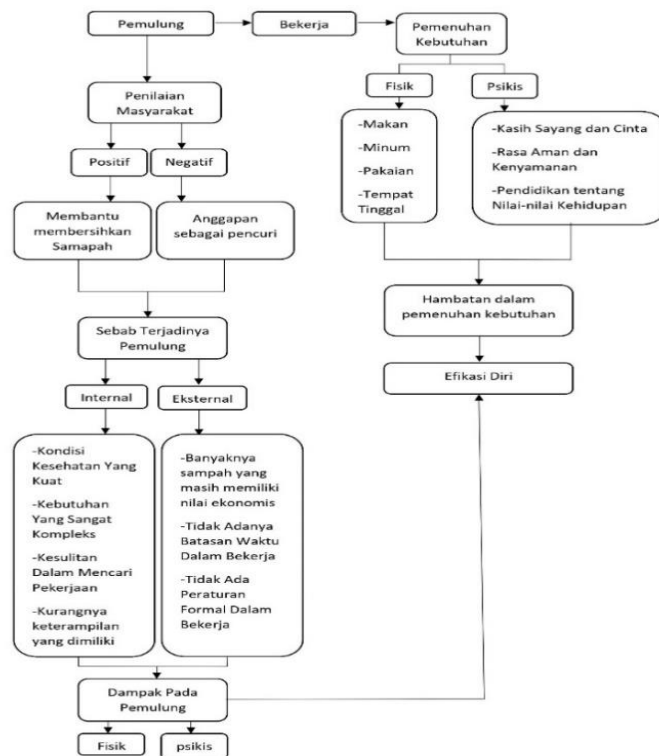 Pemulung
Bekerja
Pemenuhan
Kebutuhan
Penilaian
Masyarakat
Fisik
Psikis
Positif
Negatif
-Makan
-Minum
-Pakaian
-Tempat
Tinggal
-Kasih Sayang dan Cinta
-Rasa Aman dan
Kenyamanan
-Pendidikan tentang
Nilai-nilai Kehidupan
Membantu
membersihkan
Samapah
Anggapan
sebagai pencuri
Hambatan dalam
pemenuhan kebutuhan
Sebab Terjadinya
Pemulung
Efikasi Diri
Internal
Eksternal
-Kondisi
Kesehatan Yang
Kuat
-Kebutuhan
Yang Sangat
Kompleks
-Kesulitan
Dalam Mencari
Pekerjaan
-Kurangnya
keterampilan
yang dimiliki
-Banyaknya
sampah yang
masih memiliki
nilai ekonomis
-Tidak Adanya
Batasan Waktu
Dalam Bekerja
-Tidak Ada
Peraturan
Formal Dalam
Bekerja
Dampak Pada
Pemulung
Fisik
psikis